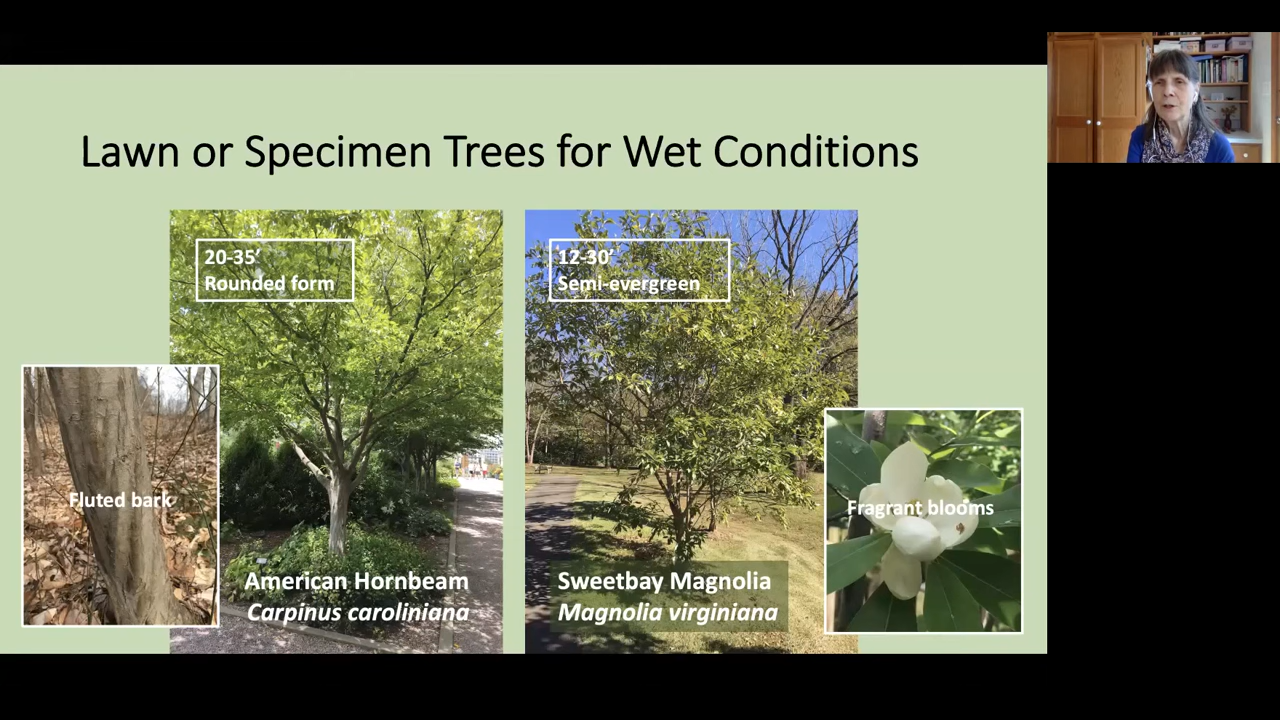 Lawn or Specimen Trees for Wet Conditions
20-35'
Rounded form
12-30'
Semi-evergreen
Fluted bark
Fragrant blooms
American Hornbeam
Carpinus caroliniana
Sweetbay Magnolia
Magnolia virginiana